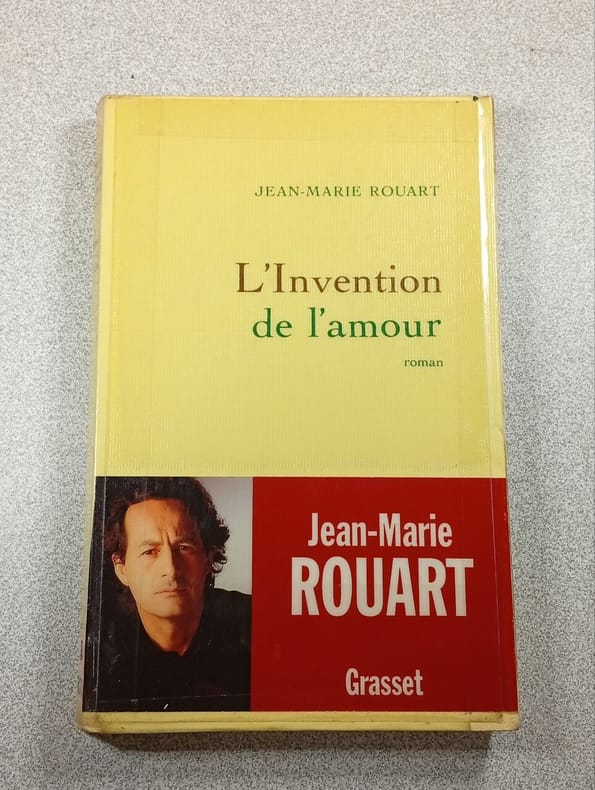 JEAN-MARIE ROUART
L'Invention
de l'amour
roman
Jean-Marie
ROUART
Grasset